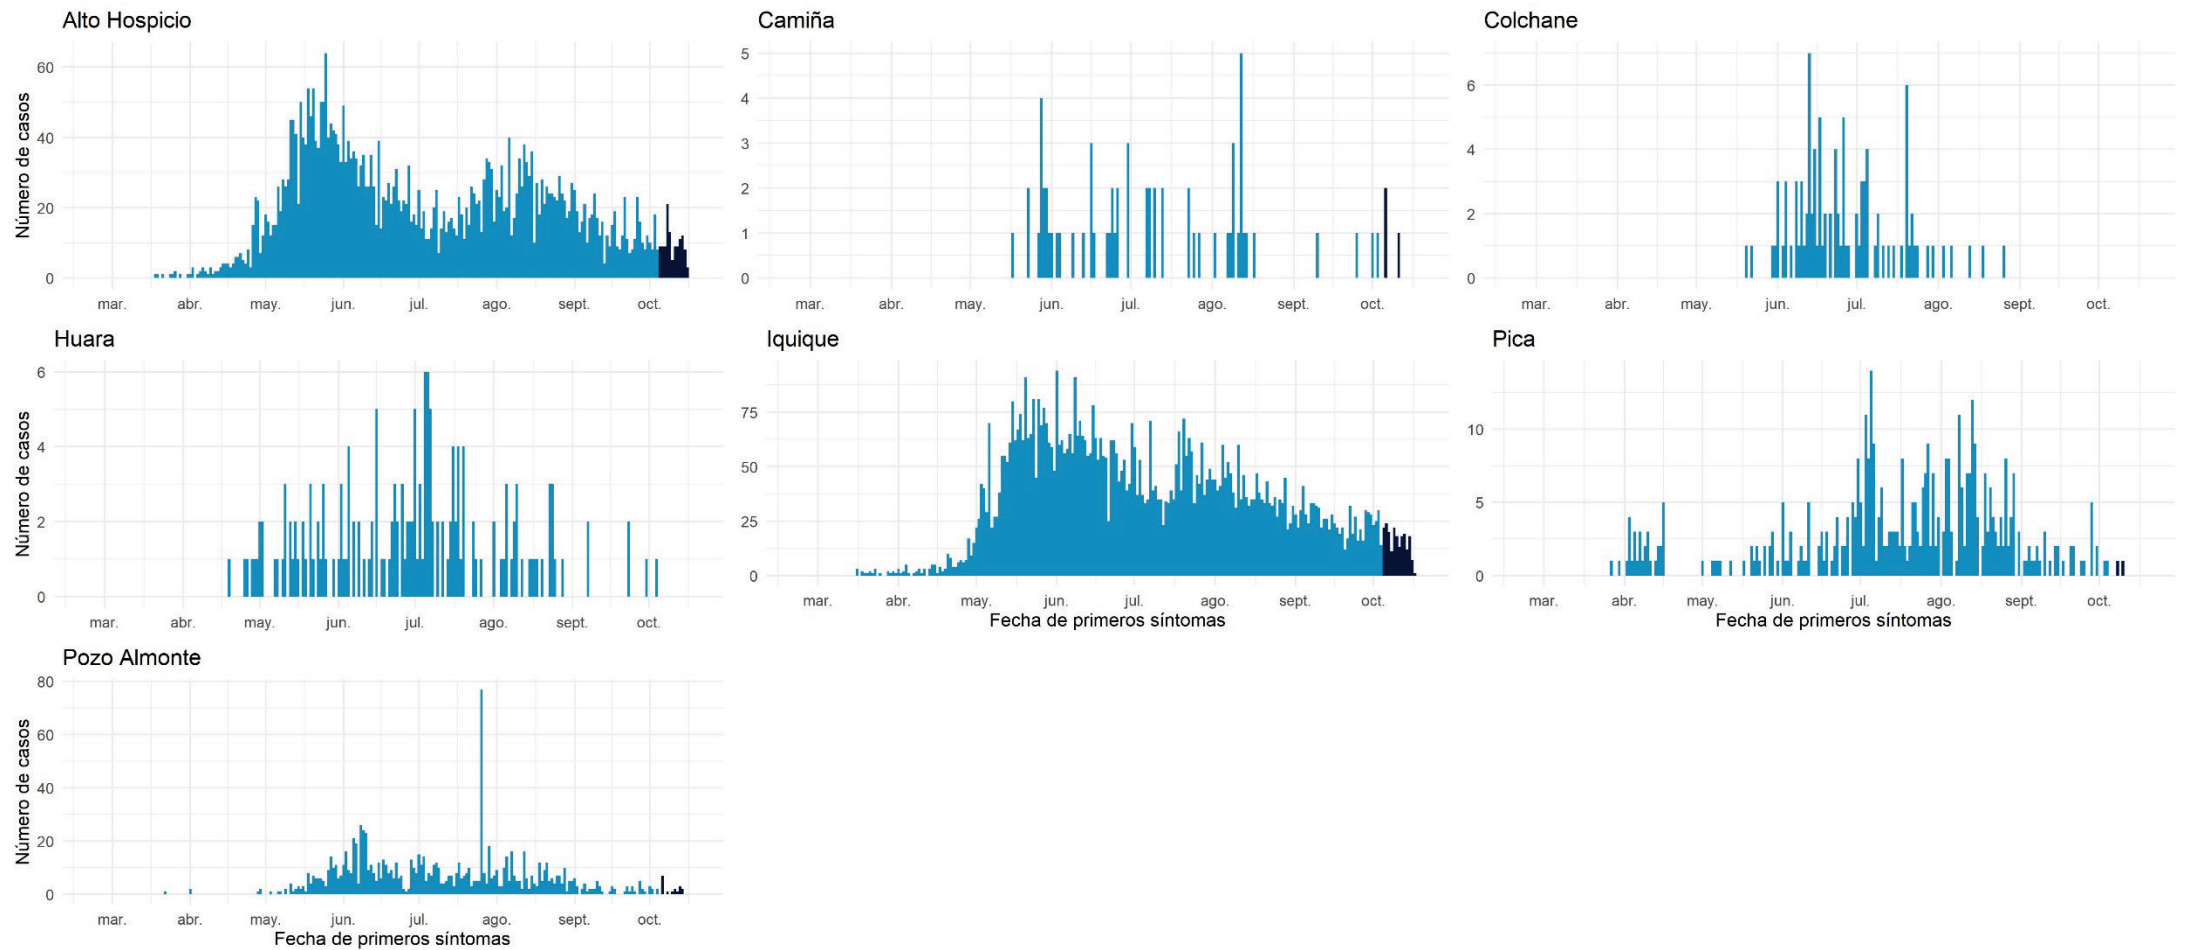 Alto Hospicio
Número de casos
60
40
20
0
mar. abr. may. jun. jul. ago. sept. oct.
Camiña
5
4
3
2
1
0
mar. abr. may. jun. jul. ago. sept. oct.
Colchane
6
4
2
0
mar. abr. may. jun. jul. ago. sept. oct.
Huara
Número de casos
6
4
2
0
mar. abr. may. jun. jul. ago. sept. oct.
Iquique
75
50
25
0
mar. abr. may. jun. jul. ago. sept. oct.
Fecha de primeros síntomas
Pica
10
5
0
mar. abr. may. jun. jul. ago. sept. oct.
Fecha de primeros síntomas
Pozo Almonte
Número de casos
80
60
40
20
0
mar. abr. may. jun. jul. ago. sept. oct.
Fecha de primeros síntomas